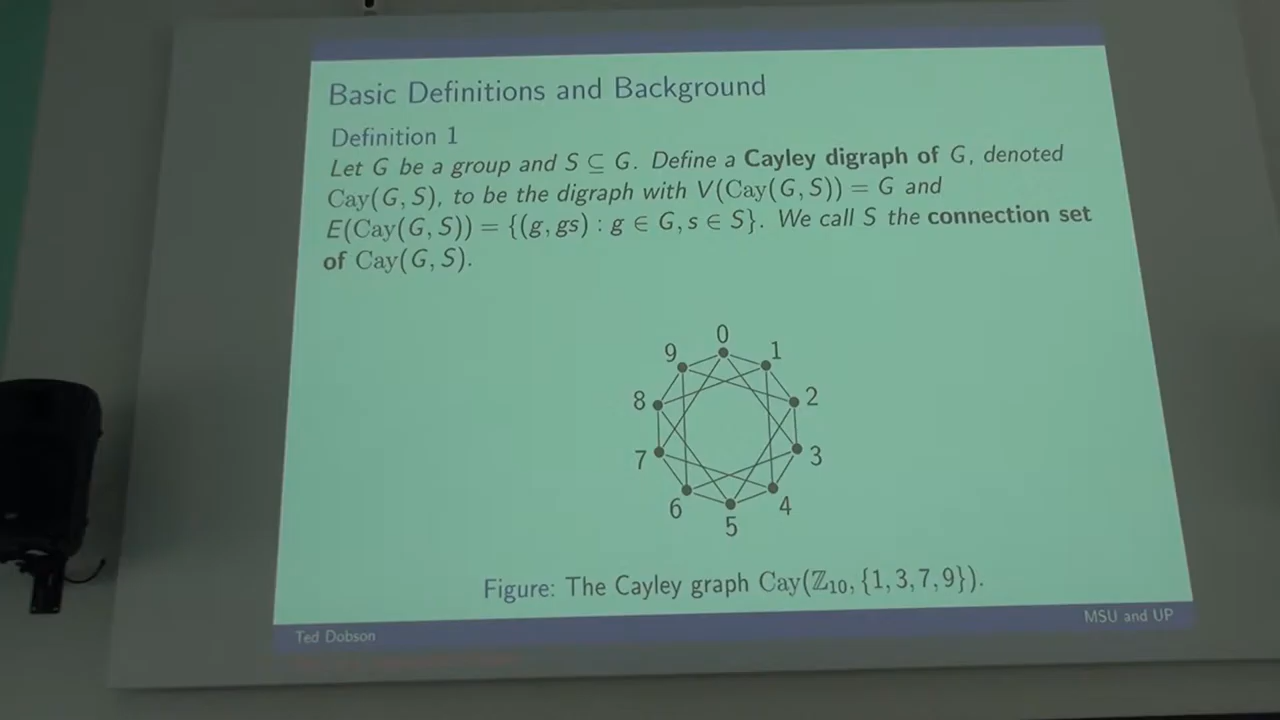 Basic Definitions and Background
Definition 1
Let G be a group and S ⊆ G. Define a Cayley digraph of G, denoted
Cay(G, S), to be the digraph with V(Cay(G, S)) = G and
E(Cay(G, S)) = {(g, gs) : g ∈ G, s ∈ S}. We call S the connection set
of Cay(G, S).
0
9
1
8
2
7
3
6
4
5
Figure: The Cayley graph Cay(ℤ₁₀, {1, 3, 7, 9}).
Ted Dobson
MSU and UP